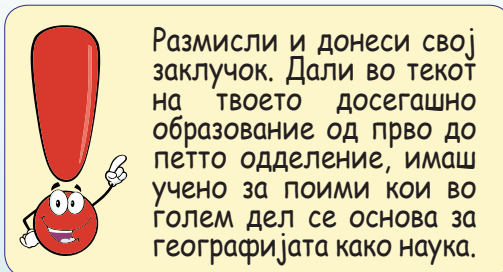 Размисли и донеси свој
заклучок. Дали во текот
на твоето досегашно
образование од прво до
петто одделение, имаш
учено за поими кои во
голем дел се основа за
географијата како наука.